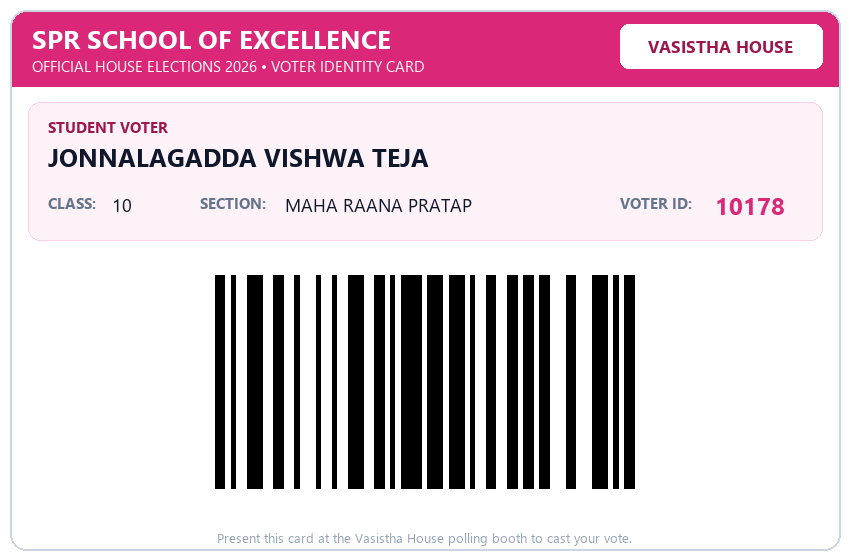 SPR SCHOOL OF EXCELLENCE
OFFICIAL HOUSE ELECTIONS 2026 • VOTER IDENTITY CARD
VASISTHA HOUSE
STUDENT VOTER
JONNALAGADDA VISHWA TEJA
CLASS: 10 SECTION: MAHA RAANA PRATAP VOTER ID: 10178
Present this card at the Vasistha House polling booth to cast your vote.